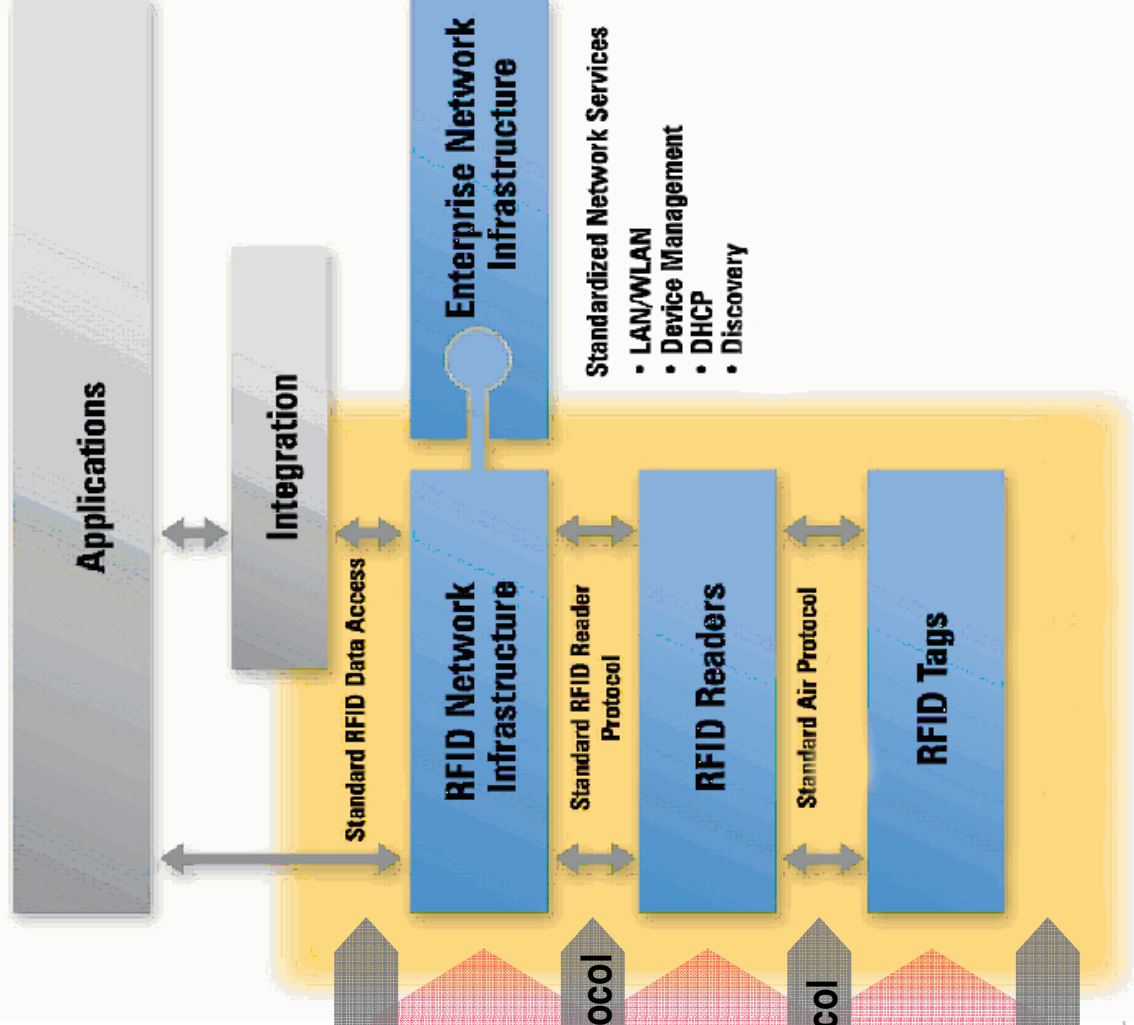 Applications
Integration
Standard RFID Data Access
RFID Network
Infrastructure
Enterprise Network
Infrastructure
Standard RFID Reader
Protocol
Standardized Network Services
• LAN/WLAN
• Device Management
• DHCP
• Discovery
RFID Readers
Standard Air Protocol
RFID Tags
ocol
col